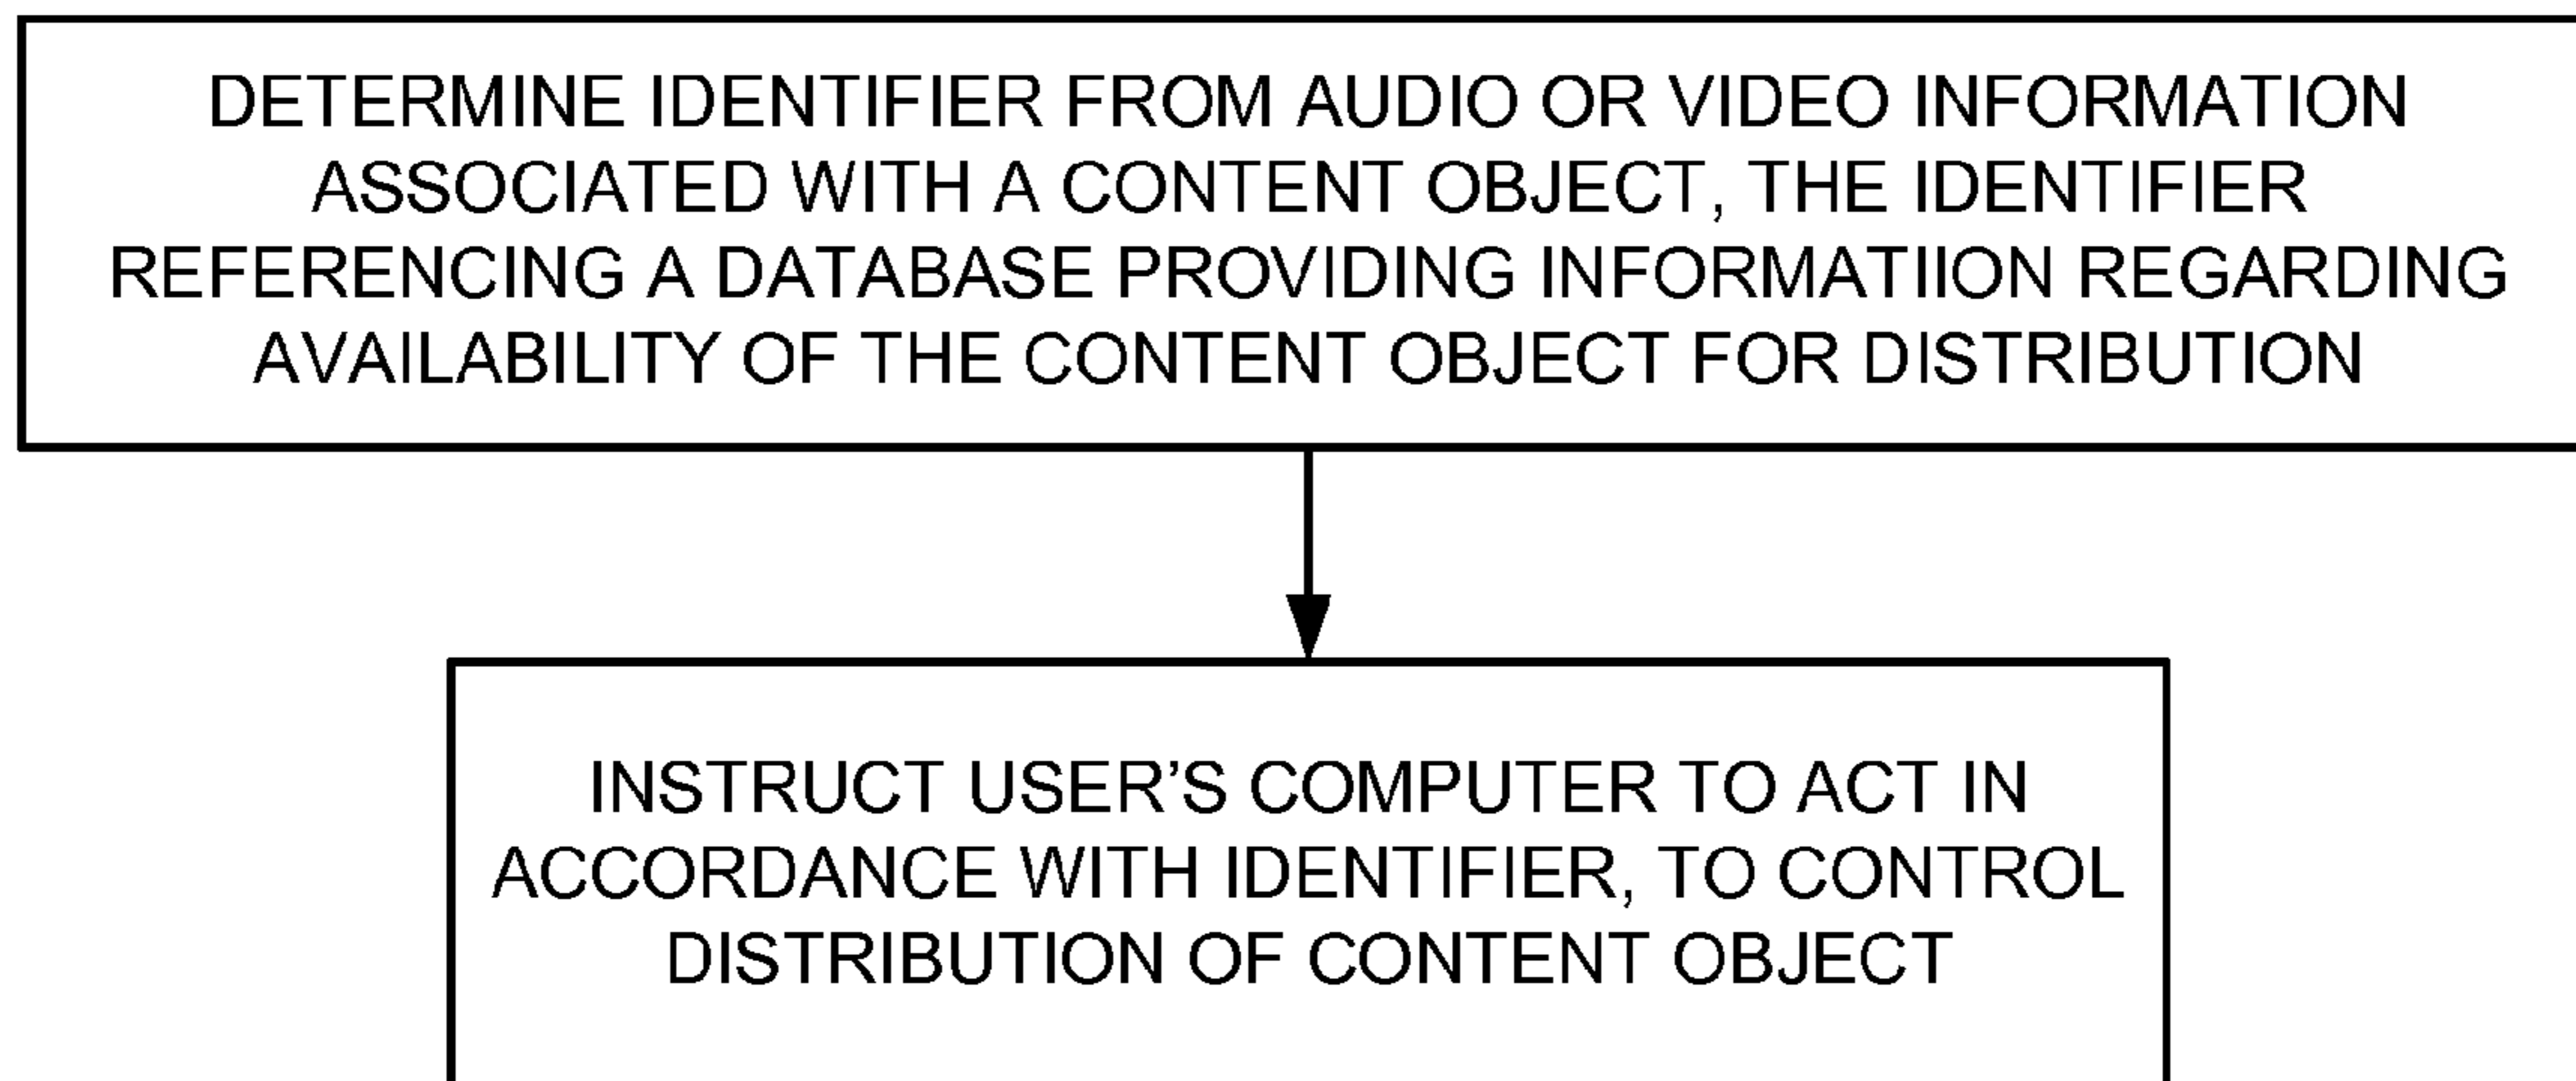 DETERMINE IDENTIFIER FROM AUDIO OR VIDEO INFORMATION
ASSOCIATED WITH A CONTENT OBJECT, THE IDENTIFIER
REFERENCING A DATABASE PROVIDING INFORMATIION REGARDING
AVAILABILITY OF THE CONTENT OBJECT FOR DISTRIBUTION
INSTRUCT USER’S COMPUTER TO ACT IN
ACCORDANCE WITH IDENTIFIER, TO CONTROL
DISTRIBUTION OF CONTENT OBJECT